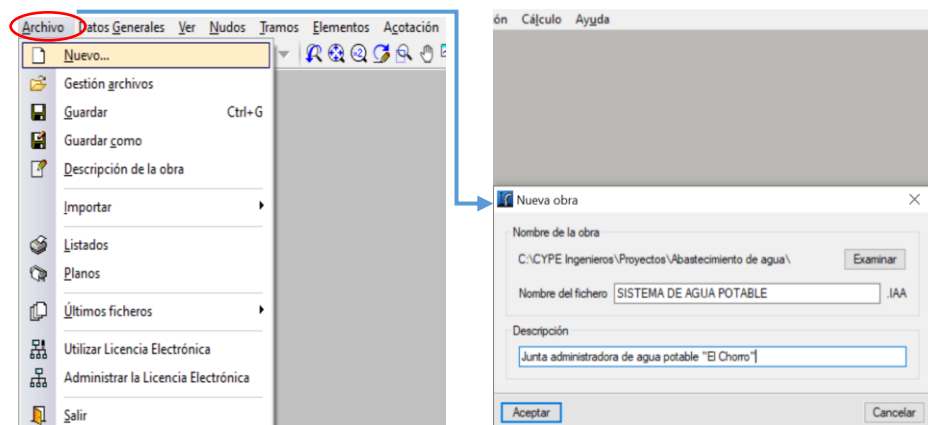 Archivo Datos Generales Ver Nudos Tramos Elementos Acotación
Nuevo...
Gestión archivos
Guardar Ctrl+G
Guardar como
Descripción de la obra
Importar
Listados
Planos
Últimos ficheros
Utilizar Licencia Electrónica
Administrar la Licencia Electrónica
Salir
ón Cálculo Ayuda
Nueva obra
Nombre de la obra
C:\CYPE Ingenieros\Proyectos\Abastecimiento de agua\ Examinar
Nombre del fichero SISTEMA DE AGUA POTABLE .IAA
Descripción
Junta administradora de agua potable "El Chorro"
Aceptar Cancelar